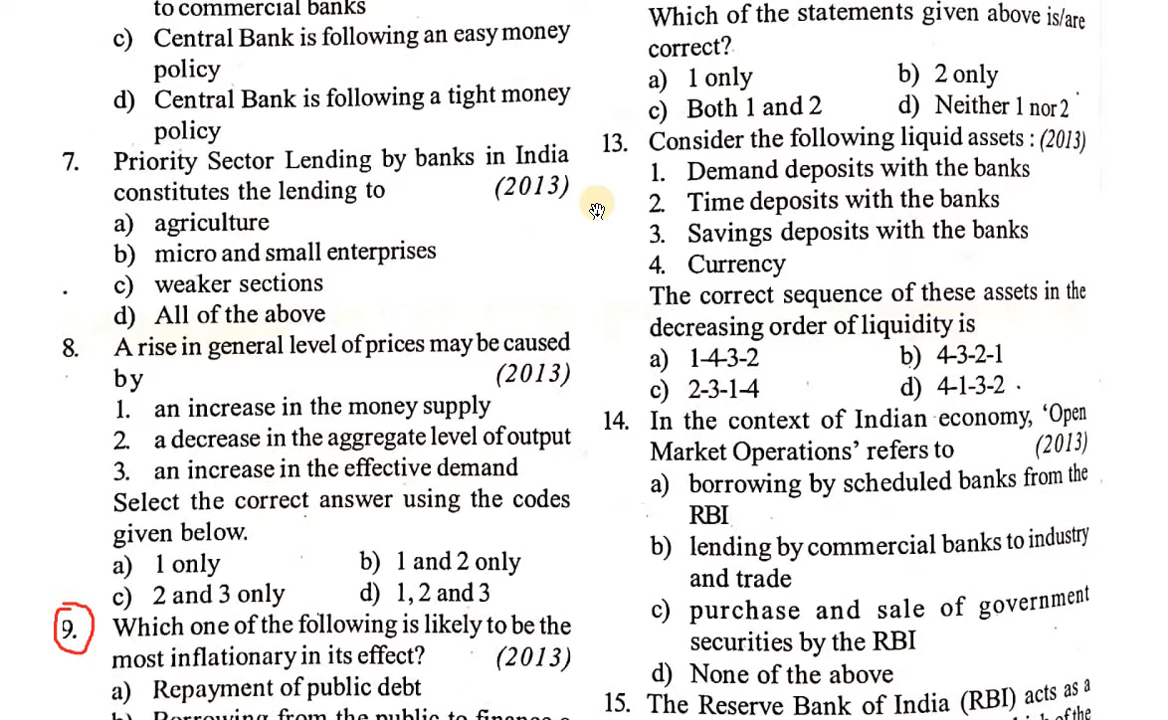 to commercial banks
c) Central Bank is following an easy money
policy
d) Central Bank is following a tight money
policy
7. Priority Sector Lending by banks in India
constitutes the lending to (2013)
a) agriculture
b) micro and small enterprises
c) weaker sections
d) All of the above
8. A rise in general level of prices may be caused
by (2013)
1. an increase in the money supply
2. a decrease in the aggregate level of output
3. an increase in the effective demand
Select the correct answer using the codes
given below.
a) 1 only b) 1 and 2 only
c) 2 and 3 only d) 1, 2 and 3
9. Which one of the following is likely to be the
most inflationary in its effect? (2013)
a) Repayment of public debt
b) Borrowing from the public to finance a
Which of the statements given above is/are
correct?
a) 1 only b) 2 only
c) Both 1 and 2 d) Neither 1 nor 2
13. Consider the following liquid assets : (2013)
1. Demand deposits with the banks
2. Time deposits with the banks
3. Savings deposits with the banks
4. Currency
The correct sequence of these assets in the
decreasing order of liquidity is
a) 1-4-3-2 b) 4-3-2-1
c) 2-3-1-4 d) 4-1-3-2
14. In the context of Indian economy, ‘Open
Market Operations’ refers to (2013)
a) borrowing by scheduled banks from the
RBI
b) lending by commercial banks to industry
and trade
c) purchase and sale of government
securities by the RBI
d) None of the above
15. The Reserve Bank of India (RBI) acts as a
of the